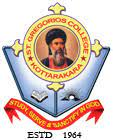 ST. GREGORIOS COLLEGE
KOTTARAKARA
STUDY, SERVE & SANCTIFY IN GOD
ESTD 1964